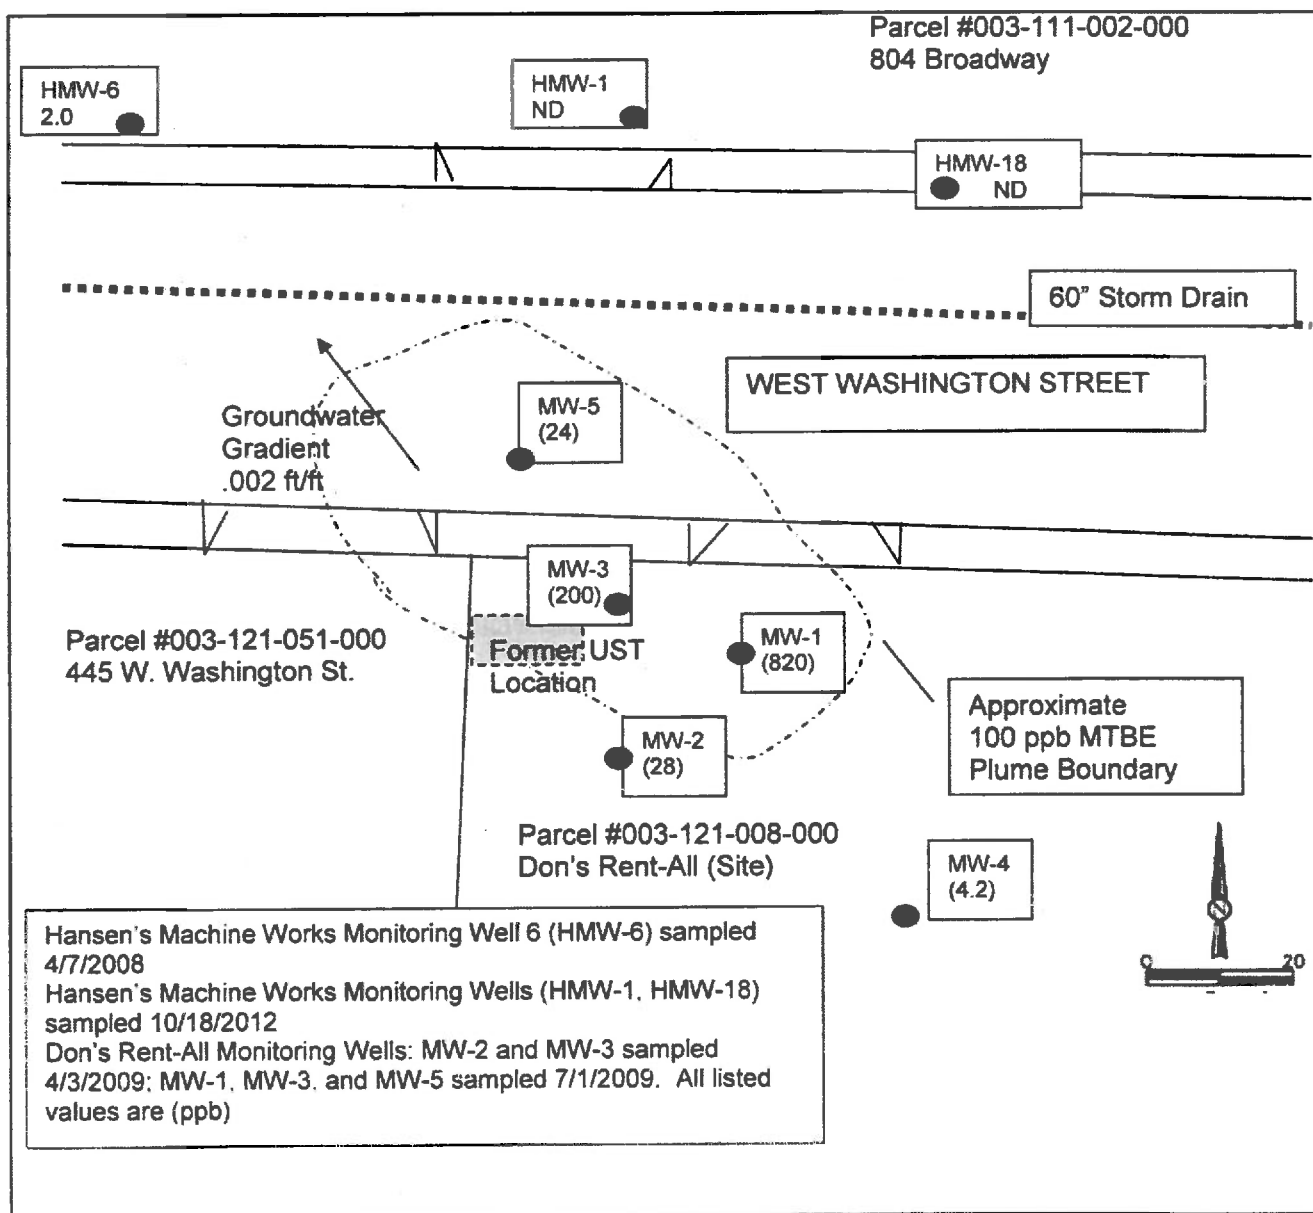 Parcel #003-111-002-000
804 Broadway
HMW-6
2.0
HMW-1
ND
HMW-18
ND
60" Storm Drain
WEST WASHINGTON STREET
MW-5
(24)
Groundwater
Gradient
.002 ft/ft
MW-3
(200)
Parcel #003-121-051-000
445 W. Washington St.
Former UST
Location
MW-1
(820)
MW-2
(28)
Approximate
100 ppb MTBE
Plume Boundary
Parcel #003-121-008-000
Don's Rent-All (Site)
MW-4
(4.2)
Hansen's Machine Works Monitoring Well 6 (HMW-6) sampled
4/7/2008
Hansen's Machine Works Monitoring Wells (HMW-1, HMW-18)
sampled 10/18/2012
Don's Rent-All Monitoring Wells: MW-2 and MW-3 sampled
4/3/2009; MW-1, MW-3, and MW-5 sampled 7/1/2009. All listed
values are (ppb)
0 20